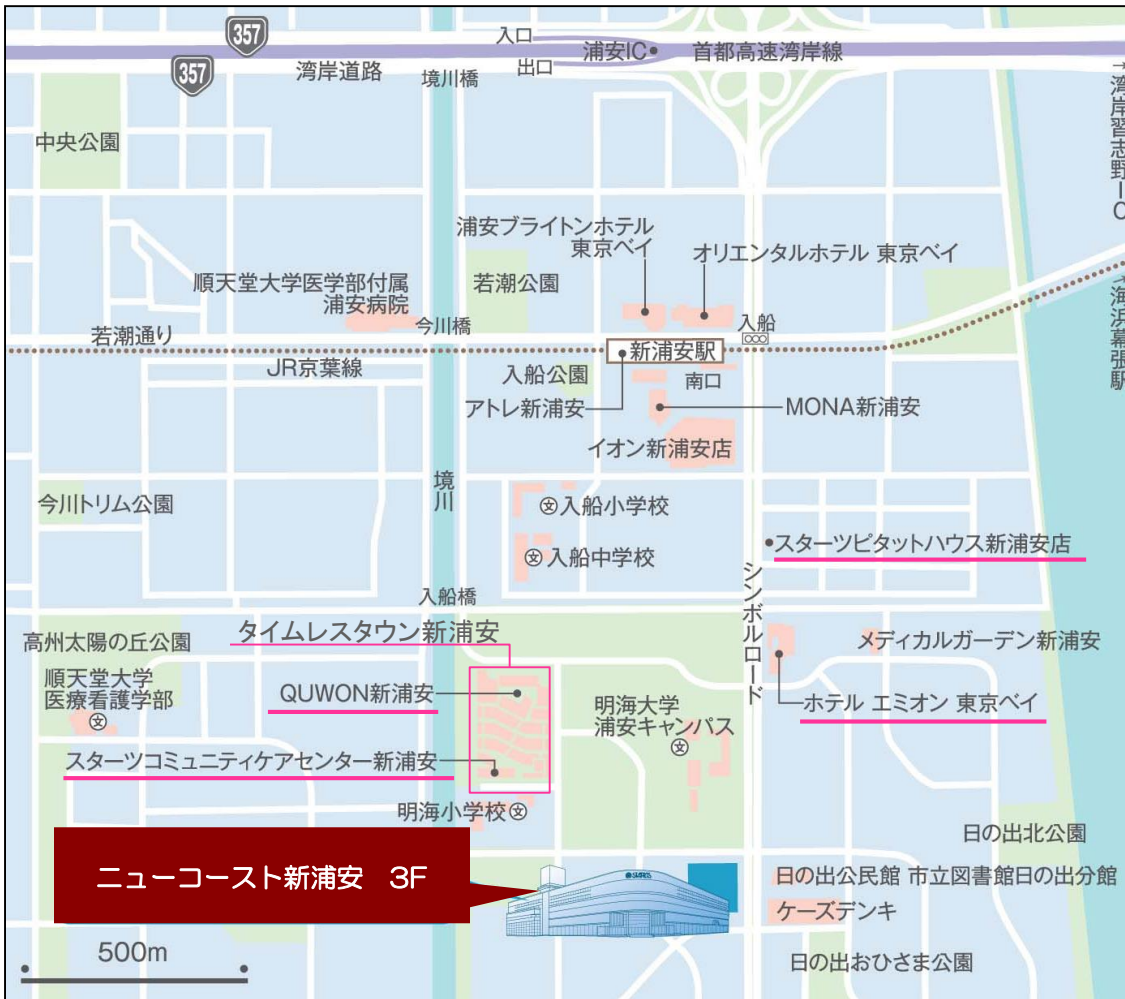 357
357
入口
出口
浦安IC
首都高速湾岸線
湾岸道路
境川橋
→湾岸習志野IC
中央公園
浦安ブライトンホテル
東京ベイ
オリエンタルホテル 東京ベイ
順天堂大学医学部付属
浦安病院
若潮公園
→海浜幕張駅
今川橋
入船
若潮通り
新浦安駅
JR京葉線
入船公園
南口
アトレ新浦安
MONA新浦安
イオン新浦安店
境川
今川トリム公園
文入船小学校
スターツピタットハウス新浦安店
文入船中学校
シンボルロード
入船橋
タイムレスタウン新浦安
高州太陽の丘公園
メディカルガーデン新浦安
順天堂大学
医療看護学部
文
QUWON新浦安
明海大学
浦安キャンパス
文
ホテル エミオン 東京ベイ
スターツコミュニティケアセンター新浦安
明海小学校文
日の出北公園
ニューコースト新浦安 3F
STARTS
日の出公民館 市立図書館日の出分館
ケーズデンキ
500m
日の出おひさま公園